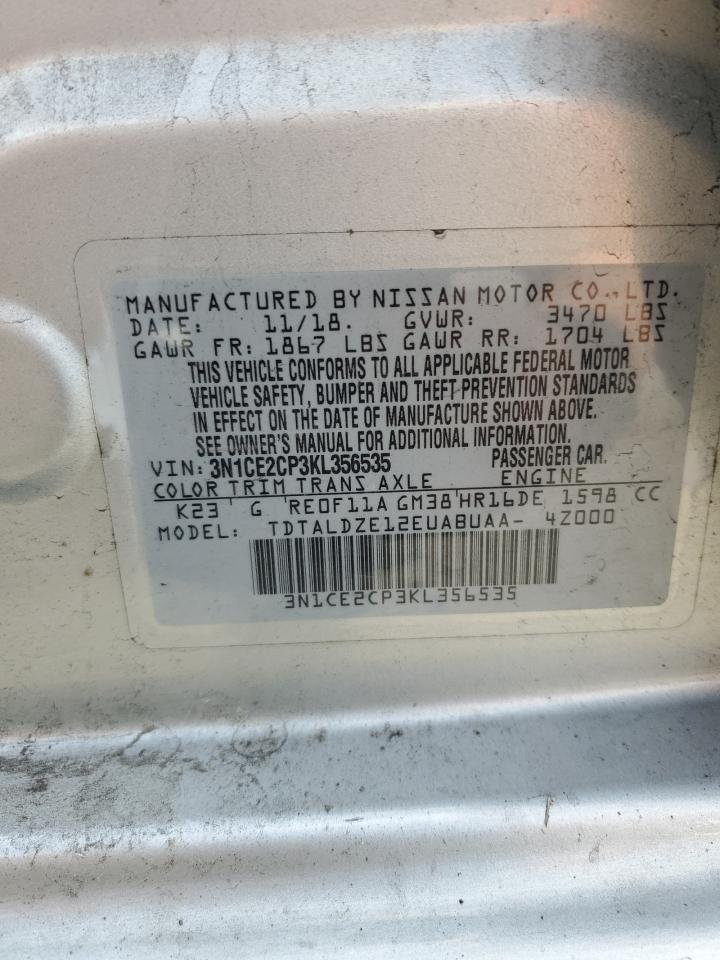 MANUFACTURED BY NISSAN MOTOR CO., LTD.
DATE: 11/18. GVWR: 3470 LBS
GAWR FR: 1867 LBS GAWR RR: 1704 LBS
THIS VEHICLE CONFORMS TO ALL APPLICABLE FEDERAL MOTOR
VEHICLE SAFETY, BUMPER AND THEFT PREVENTION STANDARDS
IN EFFECT ON THE DATE OF MANUFACTURE SHOWN ABOVE.
SEE OWNER'S MANUAL FOR ADDITIONAL INFORMATION.
VIN: 3N1CE2CP3KL356535 PASSENGER CAR.
COLOR TRIM TRANS AXLE ENGINE
K23 G RE0F11A GM38 HR16DE 1598 CC
MODEL: TDTALDZE12EUABUAA- 4Z000
3N1CE2CP3KL356535